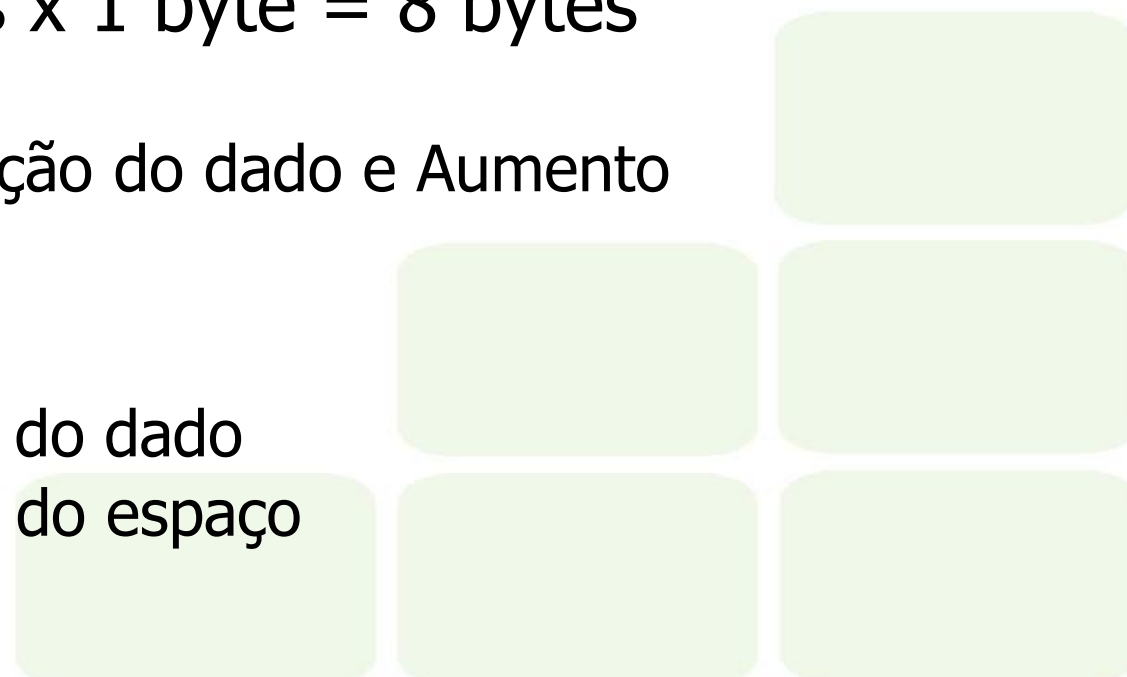 x 1 byte = 8 bytes
ção do dado e Aumento
do dado
do espaço